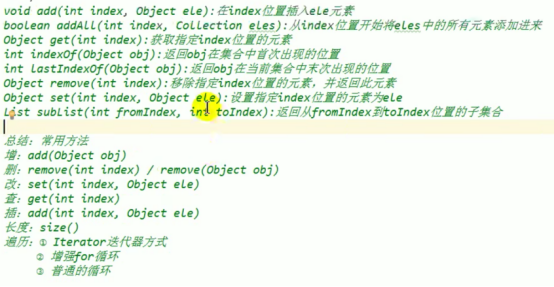 void add(int index, Object ele):在index位置插入ele元素
boolean addAll(int index, Collection eles):从index位置开始将eles中的所有元素添加进来
Object get(int index):获取指定index位置的元素
int indexOf(Object obj):返回obj在集合中首次出现的位置
int lastIndexOf(Object obj):返回obj在当前集合中末次出现的位置
Object remove(int index):移除指定index位置的元素，并返回此元素
Object set(int index, Object ele):设置指定index位置的元素为ele
List subList(int fromIndex, int toIndex):返回从fromIndex到toIndex位置的子集合
总结：常用方法
增：add(Object obj)
删：remove(int index) / remove(Object obj)
改：set(int index, Object ele)
查：get(int index)
插：add(int index, Object ele)
长度：size()
遍历：① Iterator迭代器方式
② 增强for循环
③ 普通的循环